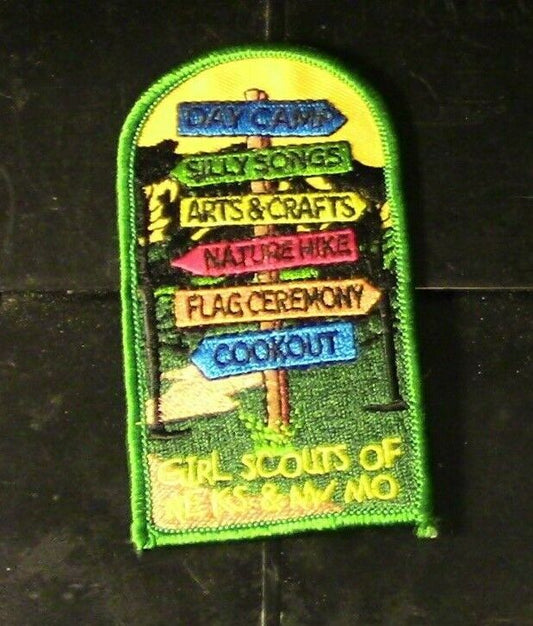 DAY CAMP
SILLY SONGS
ARTS & CRAFTS
NATURE HIKE
FLAG CEREMONY
COOKOUT
GIRL SCOUTS OF
NE KS & NW MO